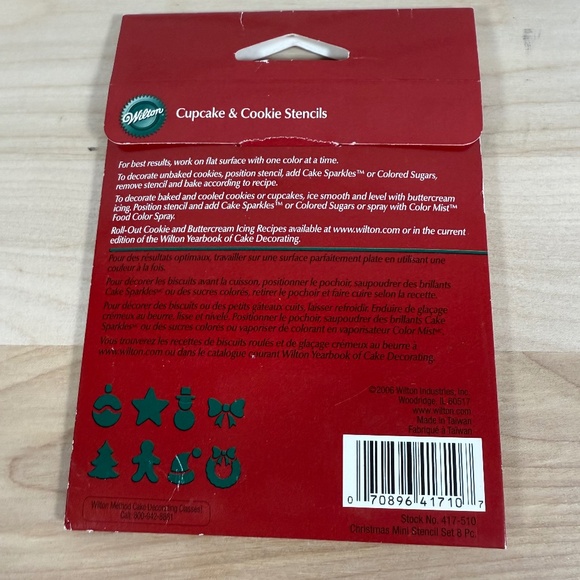 Wilton
Cupcake & Cookie Stencils
For best results, work on flat surface with one color at a time.
To decorate unbaked cookies, position stencil, add Cake Sparkles™ or Colored Sugars,
remove stencil and bake according to recipe.
To decorate baked and cooled cookies or cupcakes, ice smooth and level with buttercream
icing. Position stencil and add Cake Sparkles™ or Colored Sugars or spray with Color Mist™
Food Color Spray.
Roll-Out Cookie and Buttercream Icing Recipes available at www.wilton.com or in the current
edition of the Wilton Yearbook of Cake Decorating.
Pour des résultats optimaux, travailler sur une surface parfaitement plate en utilisant une
couleur à la fois.
Pour décorer les biscuits avant la cuisson, positionner le pochoir, saupoudrer des brillants
Cake Sparkles™ ou des sucres colorés, retirer le pochoir et faire cuire selon la recette.
Pour décorer des biscuits ou des petits gâteaux cuits, laisser refroidir. Enduire de glaçage
crémeux au beurre, lisse et nivelé. Positionner le pochoir, saupoudrer des brillants Cake
Sparkles™ ou des sucres colorés ou vaporiser de colorant en vaporisateur Color Mist™.
Vous trouverez les recettes de biscuits roulés et de glaçage crémeux au beurre à
www.wilton.com ou dans le catalogue courant Wilton Yearbook of Cake Decorating.
©2006 Wilton Industries, Inc.
Woodridge, IL 60517
www.wilton.com
Made in Taiwan
Fabriqué à Taiwan
0 70896 41710 7
Stock No. 417-510
Christmas Mini Stencil Set 8 Pc.
Wilton Method Cake Decorating Classes
Call: 800-942-8881